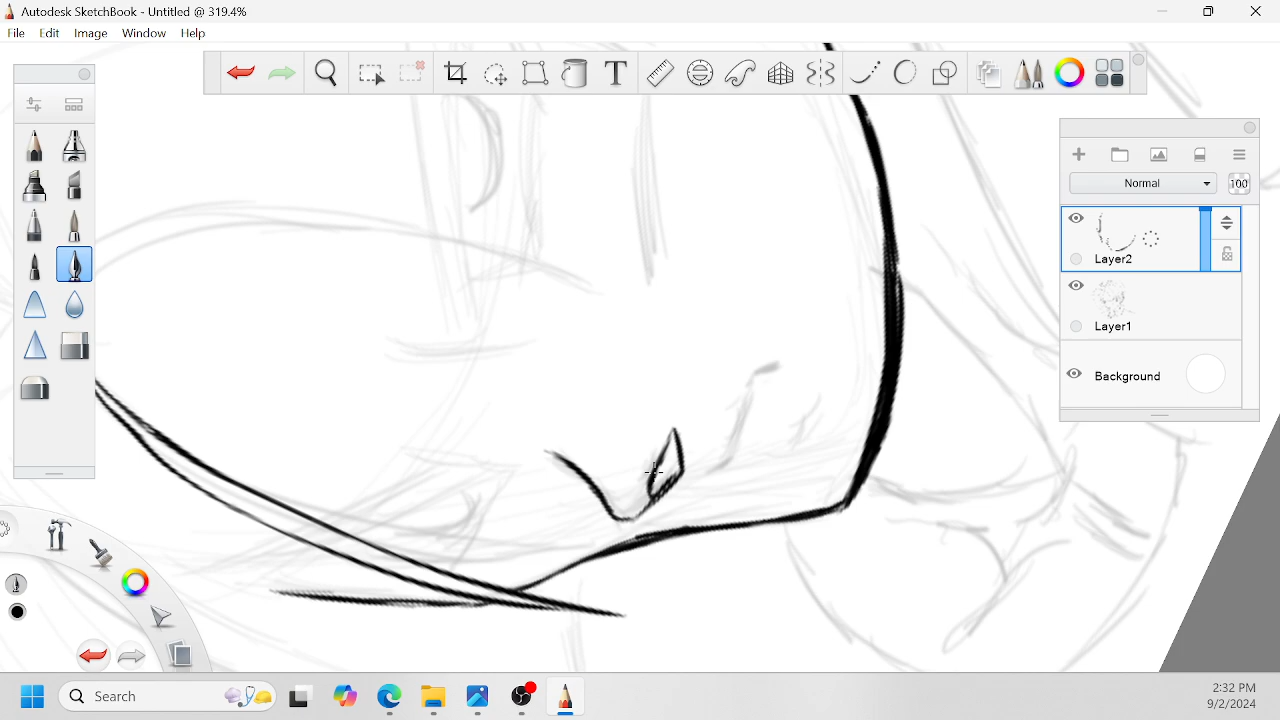 Autodesk SketchBook - Untitled @ 319.4%
File Edit Image Window Help
T
Normal 100
Layer2
Layer1
Background
Search
2:32 PM
9/8/2024